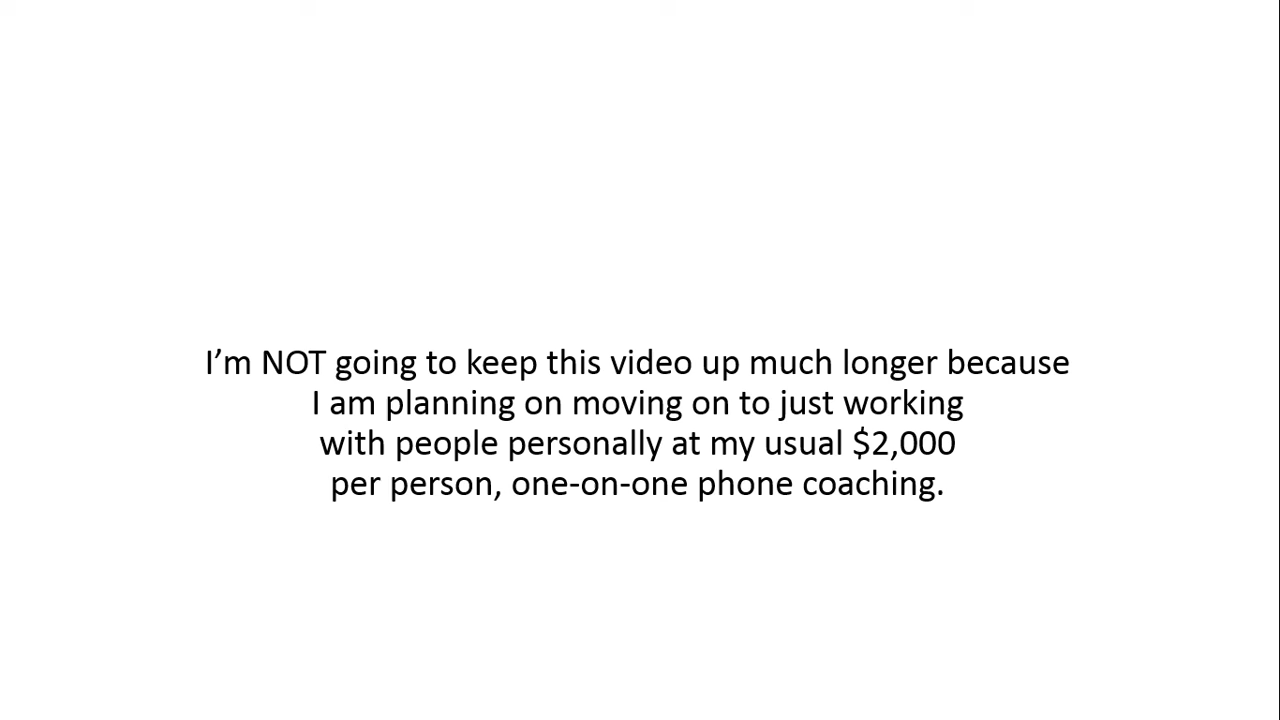 I’m NOT going to keep this video up much longer because
I am planning on moving on to just working
with people personally at my usual $2,000
per person, one-on-one phone coaching.